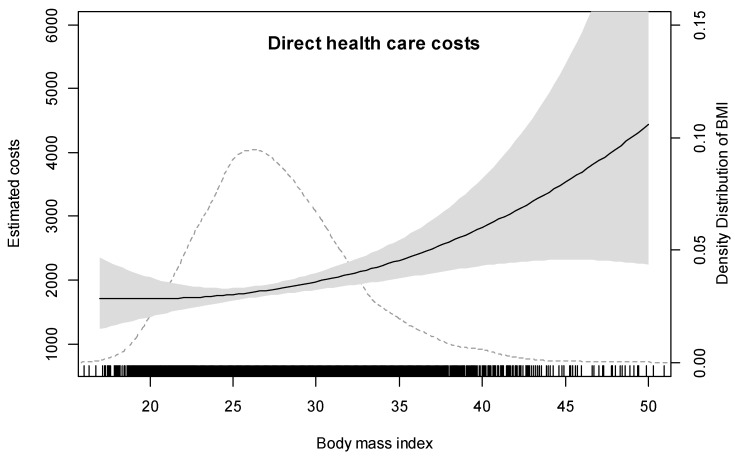 Direct health care costs
Estimated costs
6000
5000
4000
3000
2000
1000
0.15
0.10
0.05
0.00
Density Distribution of BMI
20 25 30 35 40 45 50
Body mass index